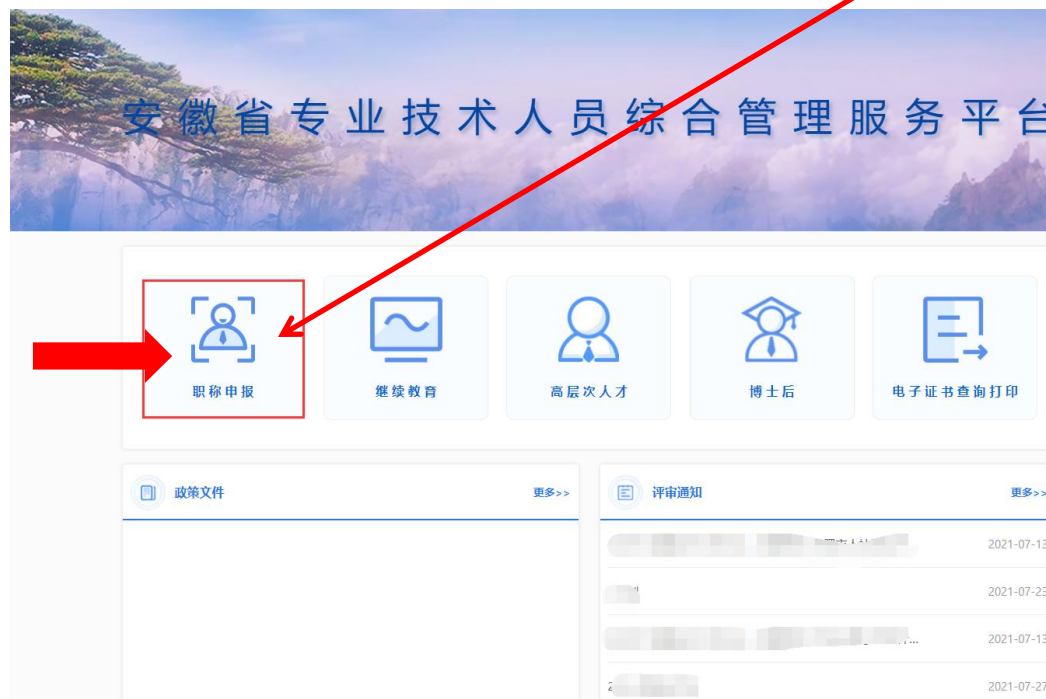 安徽省专业技术人员综合管理服务平台
职称申报
继续教育
高层次人才
博士后
电子证书查询打印
政策文件
更多>>
评审通知
更多>>
2021-07-13
2021-07-23
2021-07-13
2021-07-27